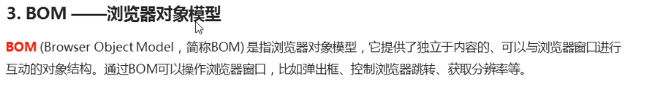 3. BOM ——浏览器对象模型
BOM (Browser Object Model，简称BOM) 是指浏览器对象模型，它提供了独立于内容的、可以与浏览器窗口进行
互动的对象结构。通过BOM可以操作浏览器窗口，比如弹出框、控制浏览器跳转、获取分辨率等。